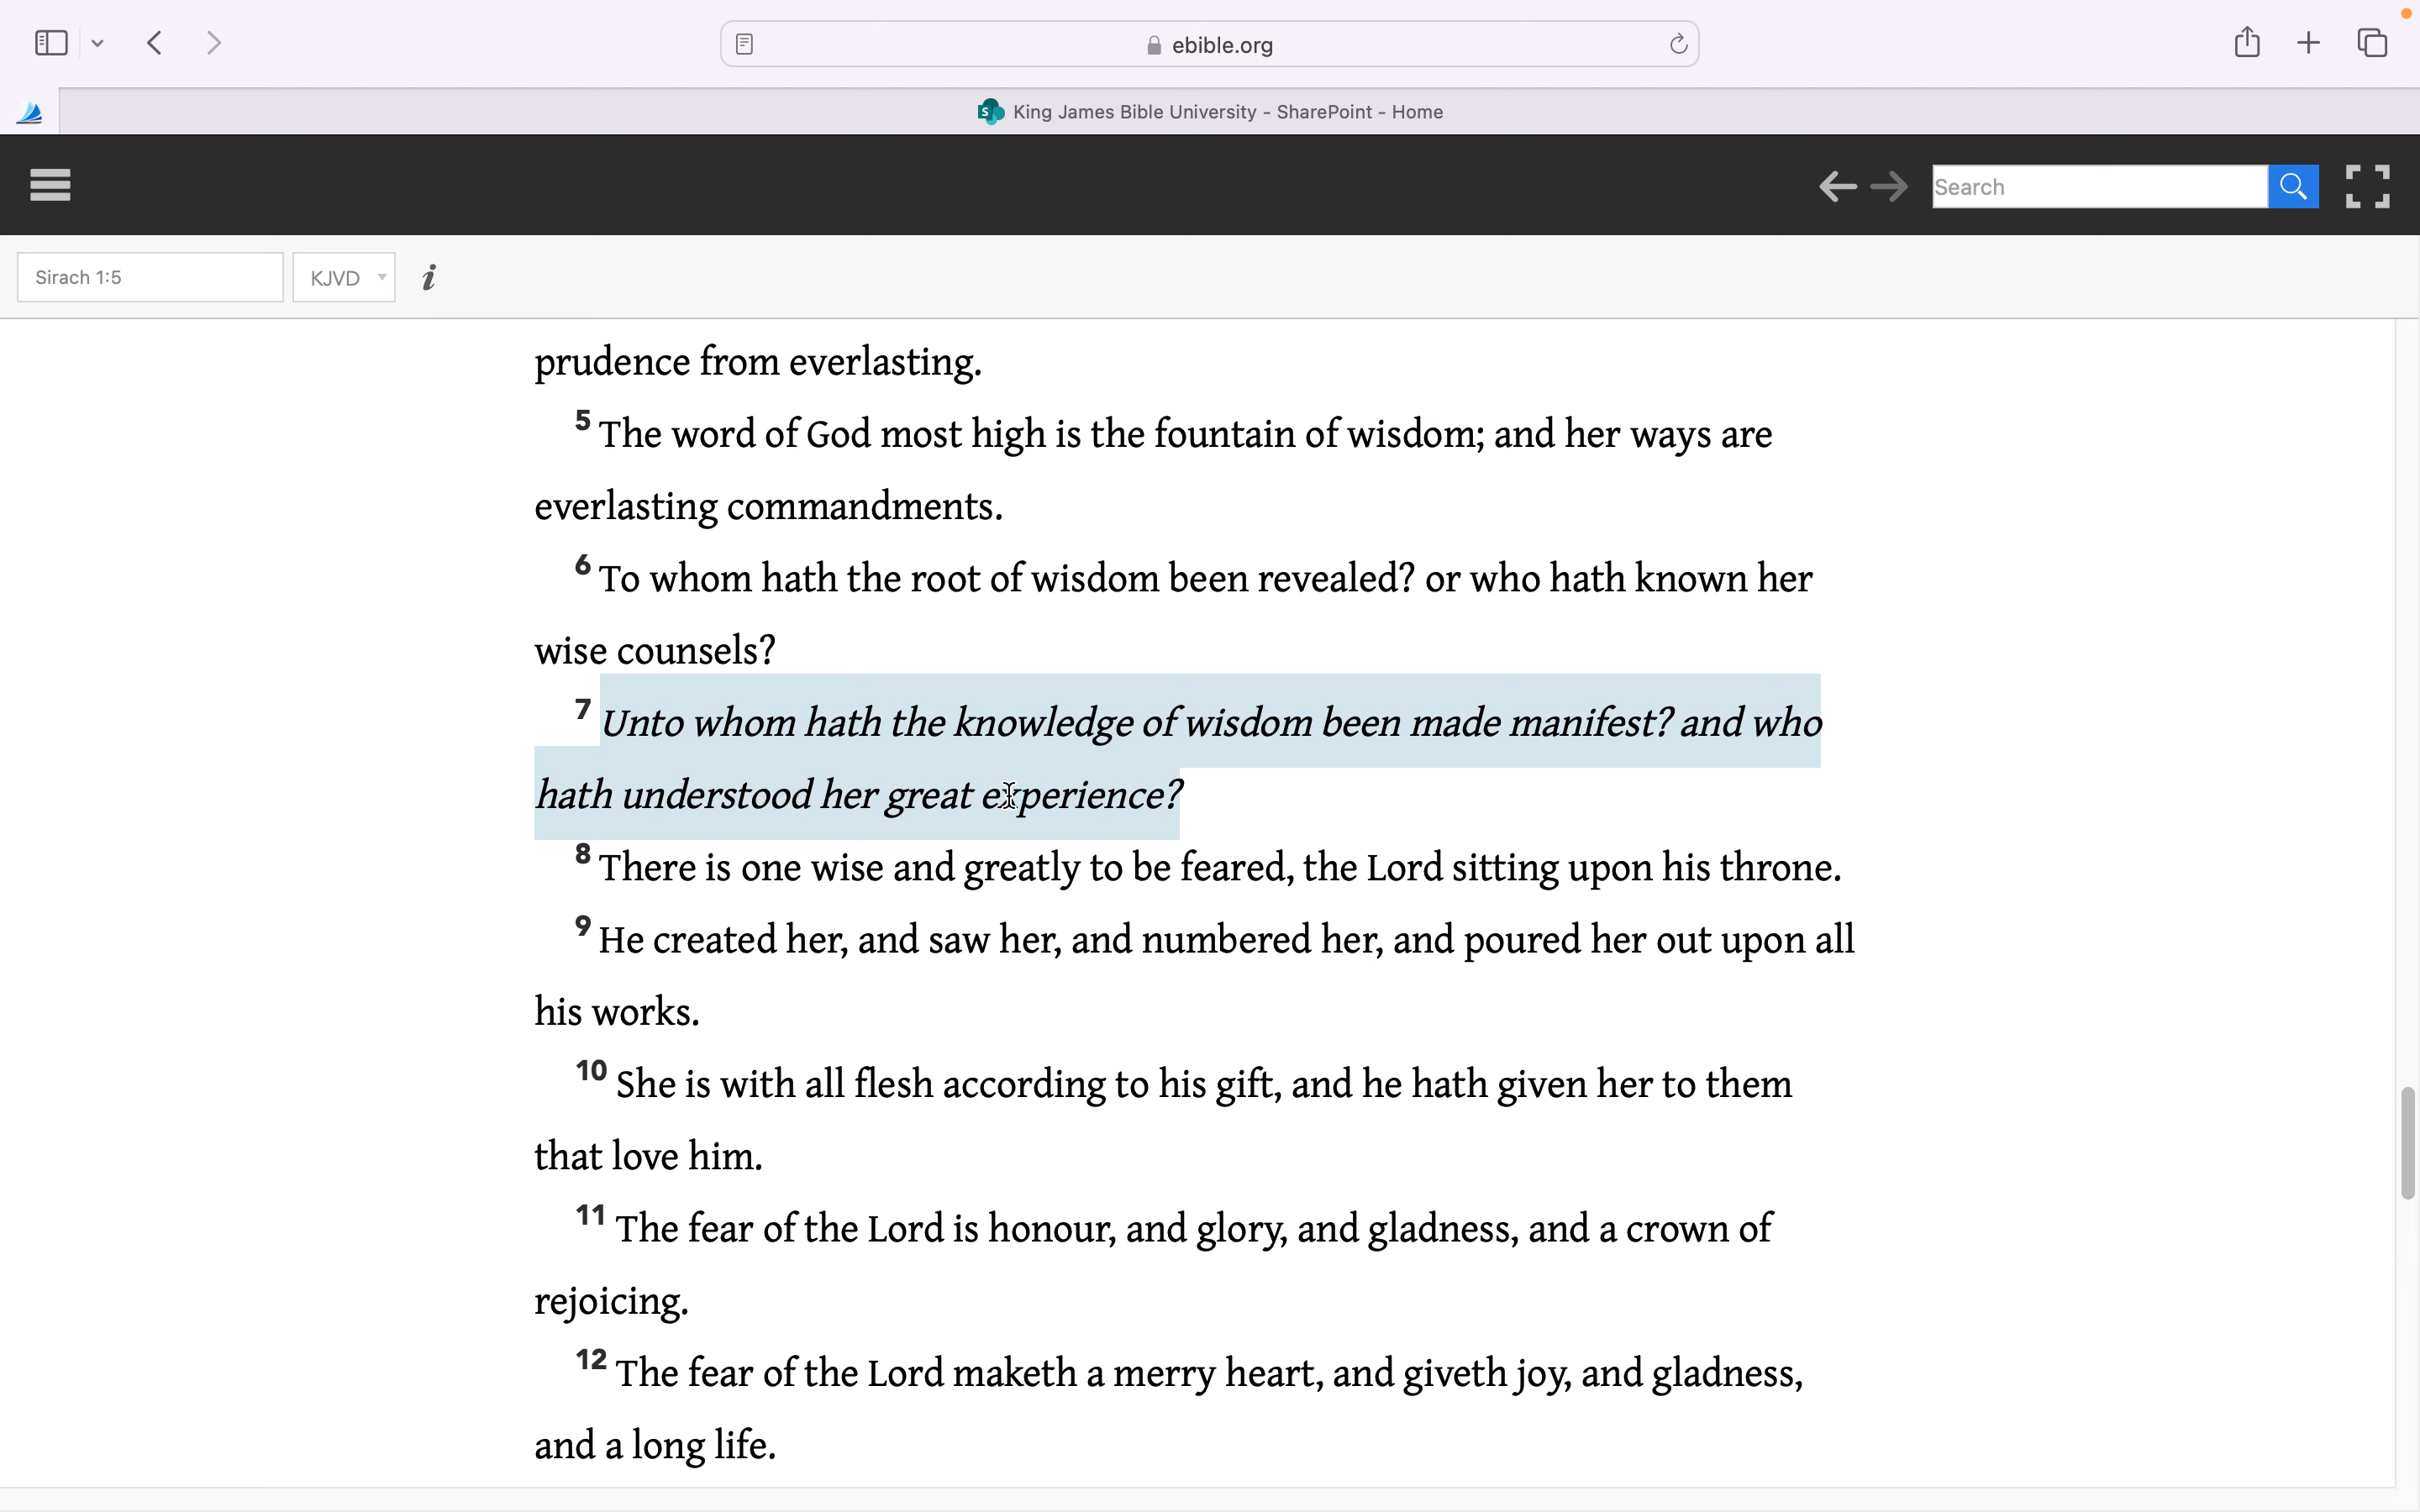 ebible.org
King James Bible University - SharePoint - Home
Search
Sirach 1:5 KJVD i
prudence from everlasting.
5 The word of God most high is the fountain of wisdom; and her ways are
everlasting commandments.
6 To whom hath the root of wisdom been revealed? or who hath known her
wise counsels?
7 Unto whom hath the knowledge of wisdom been made manifest? and who
hath understood her great experience?
8 There is one wise and greatly to be feared, the Lord sitting upon his throne.
9 He created her, and saw her, and numbered her, and poured her out upon all
his works.
10 She is with all flesh according to his gift, and he hath given her to them
that love him.
11 The fear of the Lord is honour, and glory, and gladness, and a crown of
rejoicing.
12 The fear of the Lord maketh a merry heart, and giveth joy, and gladness,
and a long life.